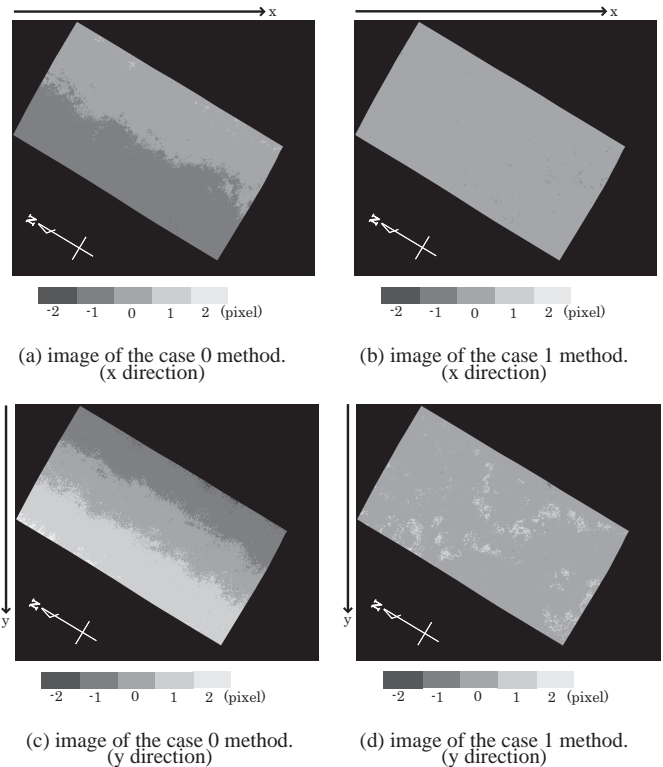 x
x
N
N
-2 -1 0 1 2 (pixel)
-2 -1 0 1 2 (pixel)
(a) image of the case 0 method.
(x direction)
(b) image of the case 1 method.
(x direction)
N
N
y
y
-2 -1 0 1 2 (pixel)
-2 -1 0 1 2 (pixel)
(c) image of the case 0 method.
(y direction)
(d) image of the case 1 method.
(y direction)